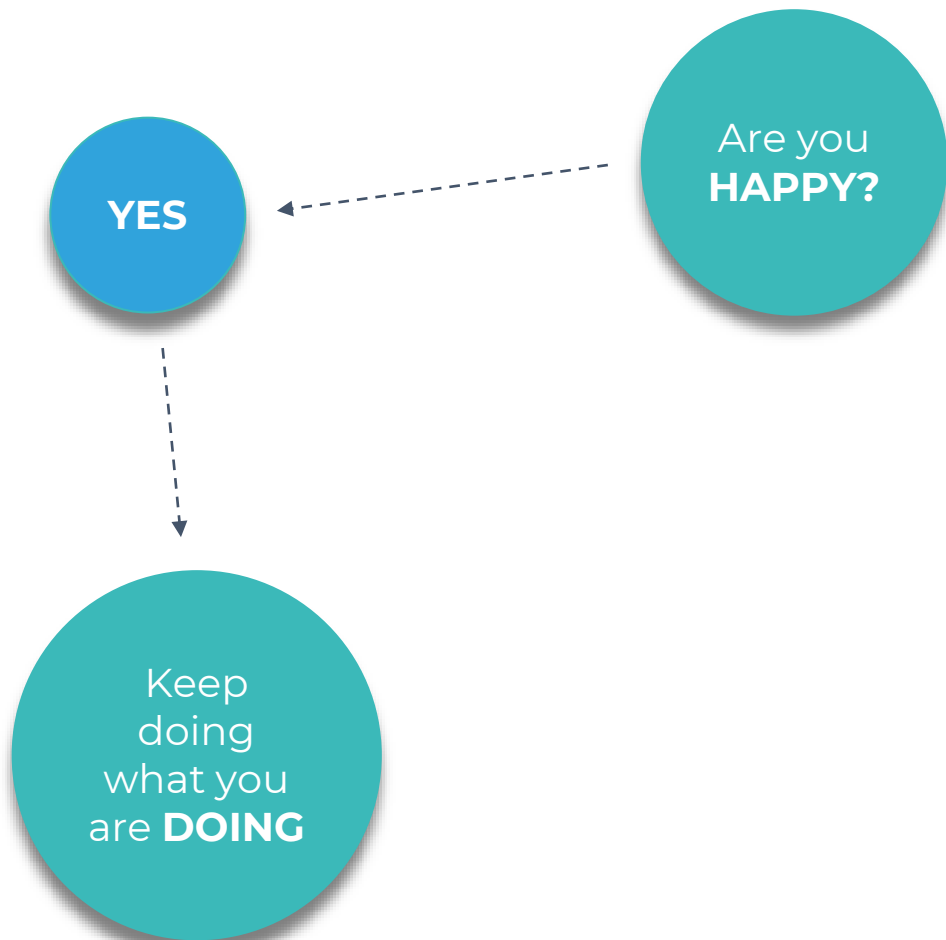 Are you
HAPPY?
YES
Keep
doing
what you
are DOING